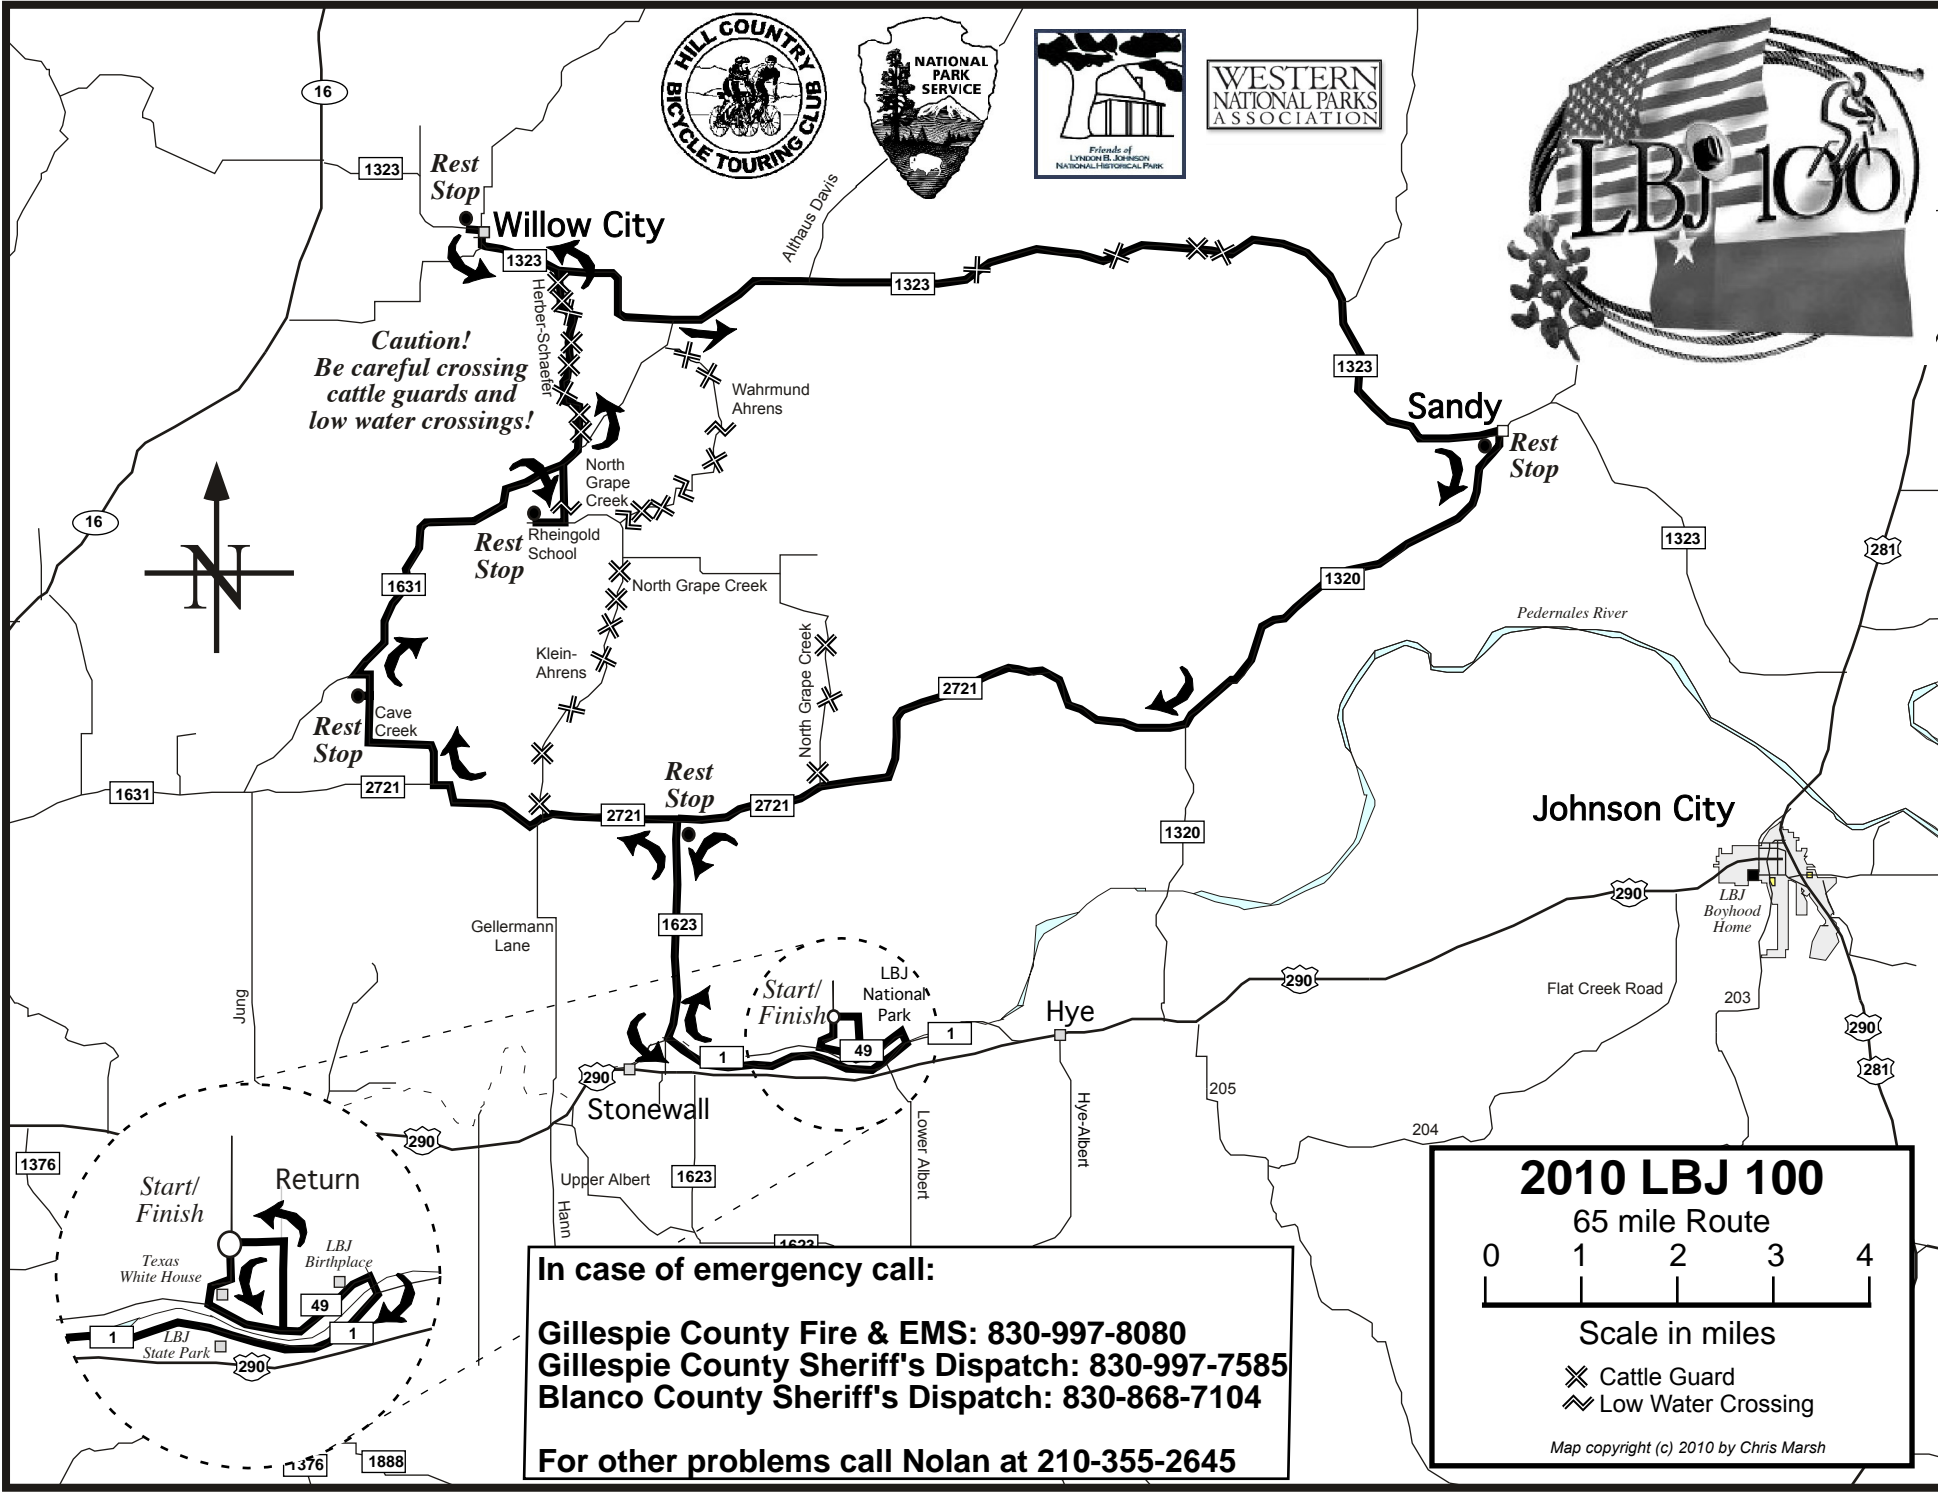 HILL COUNTRY
BICYCLE TOURING CLUB
NATIONAL
PARK
SERVICE
Friends of
LYNDON B. JOHNSON
NATIONAL HISTORICAL PARK
WESTERN
NATIONAL PARKS
ASSOCIATION
LBJ 100
16
1323
Rest
Stop
Willow City
1323
Althaus Davis
1323
Herber-Schaefer
Caution!
Be careful crossing
cattle guards and
low water crossings!
Wahrmund
Ahrens
1323
Sandy
Rest
Stop
North
Grape
Creek
16
N
Rest
Stop
Rheingold
School
1323
281
1631
North Grape Creek
1320
Pedernales River
Klein-
Ahrens
North Grape Creek
2721
Cave
Creek
Rest
Stop
Rest
Stop
1631
2721
2721
2721
1320
Johnson City
290
LBJ
Boyhood
Home
1623
Gellermann
Lane
Jung
Start/
Finish
LBJ
National
Park
290
Flat Creek Road
203
Hye
1
49
1
290
281
290
Stonewall
205
204
Hye-Albert
Lower Albert
290
1376
Upper Albert
1623
Hann
1623
Start/
Finish
Return
Texas
White House
LBJ
Birthplace
49
1
1
LBJ
State Park
290
1376
1888
In case of emergency call:
Gillespie County Fire & EMS: 830-997-8080
Gillespie County Sheriff's Dispatch: 830-997-7585
Blanco County Sheriff's Dispatch: 830-868-7104
For other problems call Nolan at 210-355-2645
2010 LBJ 100
65 mile Route
0 1 2 3 4
Scale in miles
Cattle Guard
Low Water Crossing
Map copyright (c) 2010 by Chris Marsh